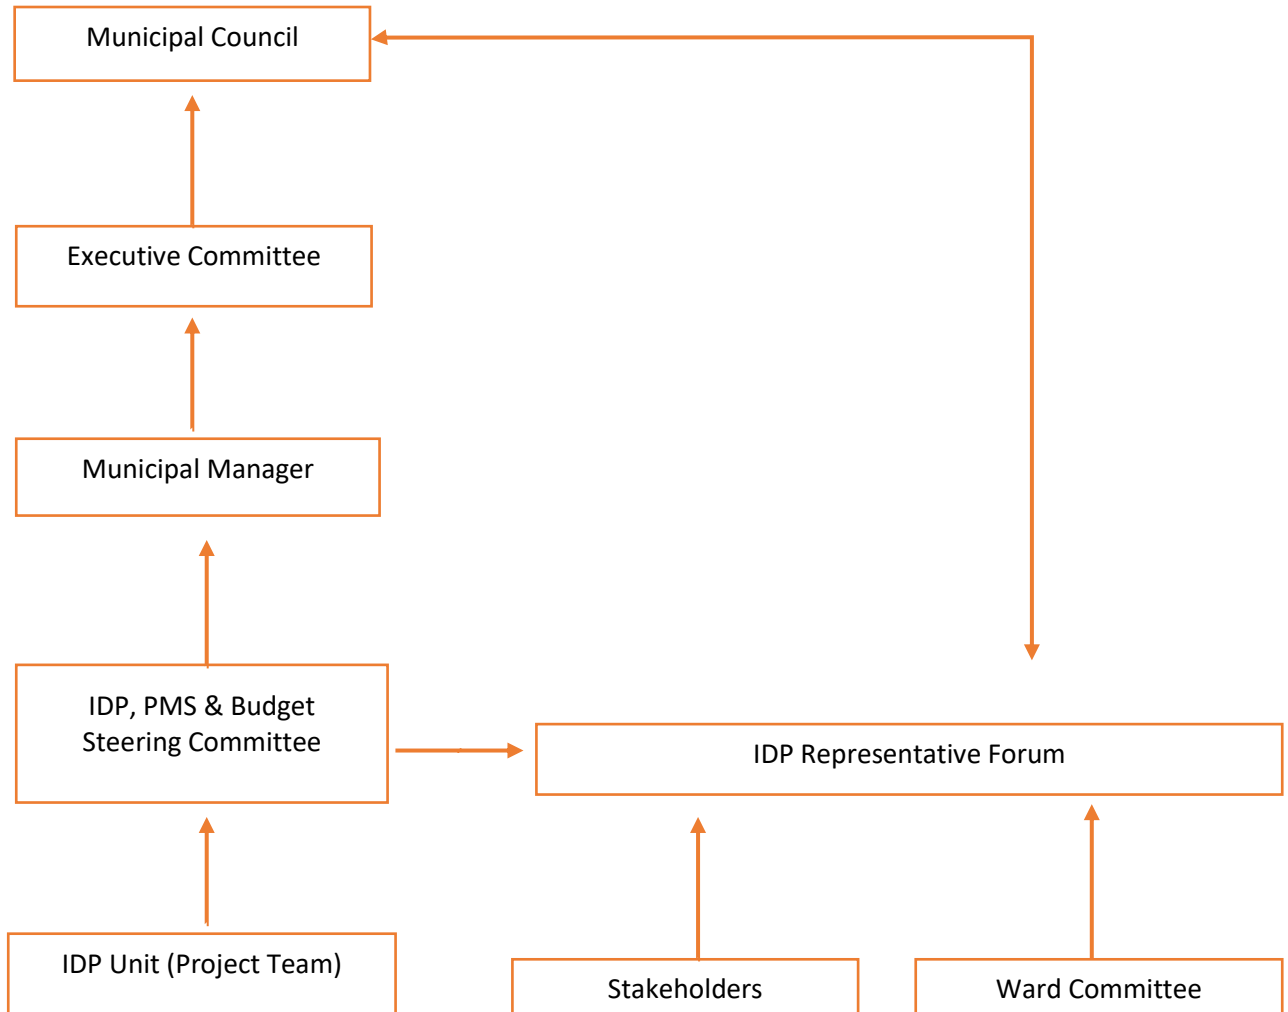 Municipal Council
Executive Committee
Municipal Manager
IDP, PMS & Budget
Steering Committee
IDP Representative Forum
IDP Unit (Project Team)
Stakeholders
Ward Committee